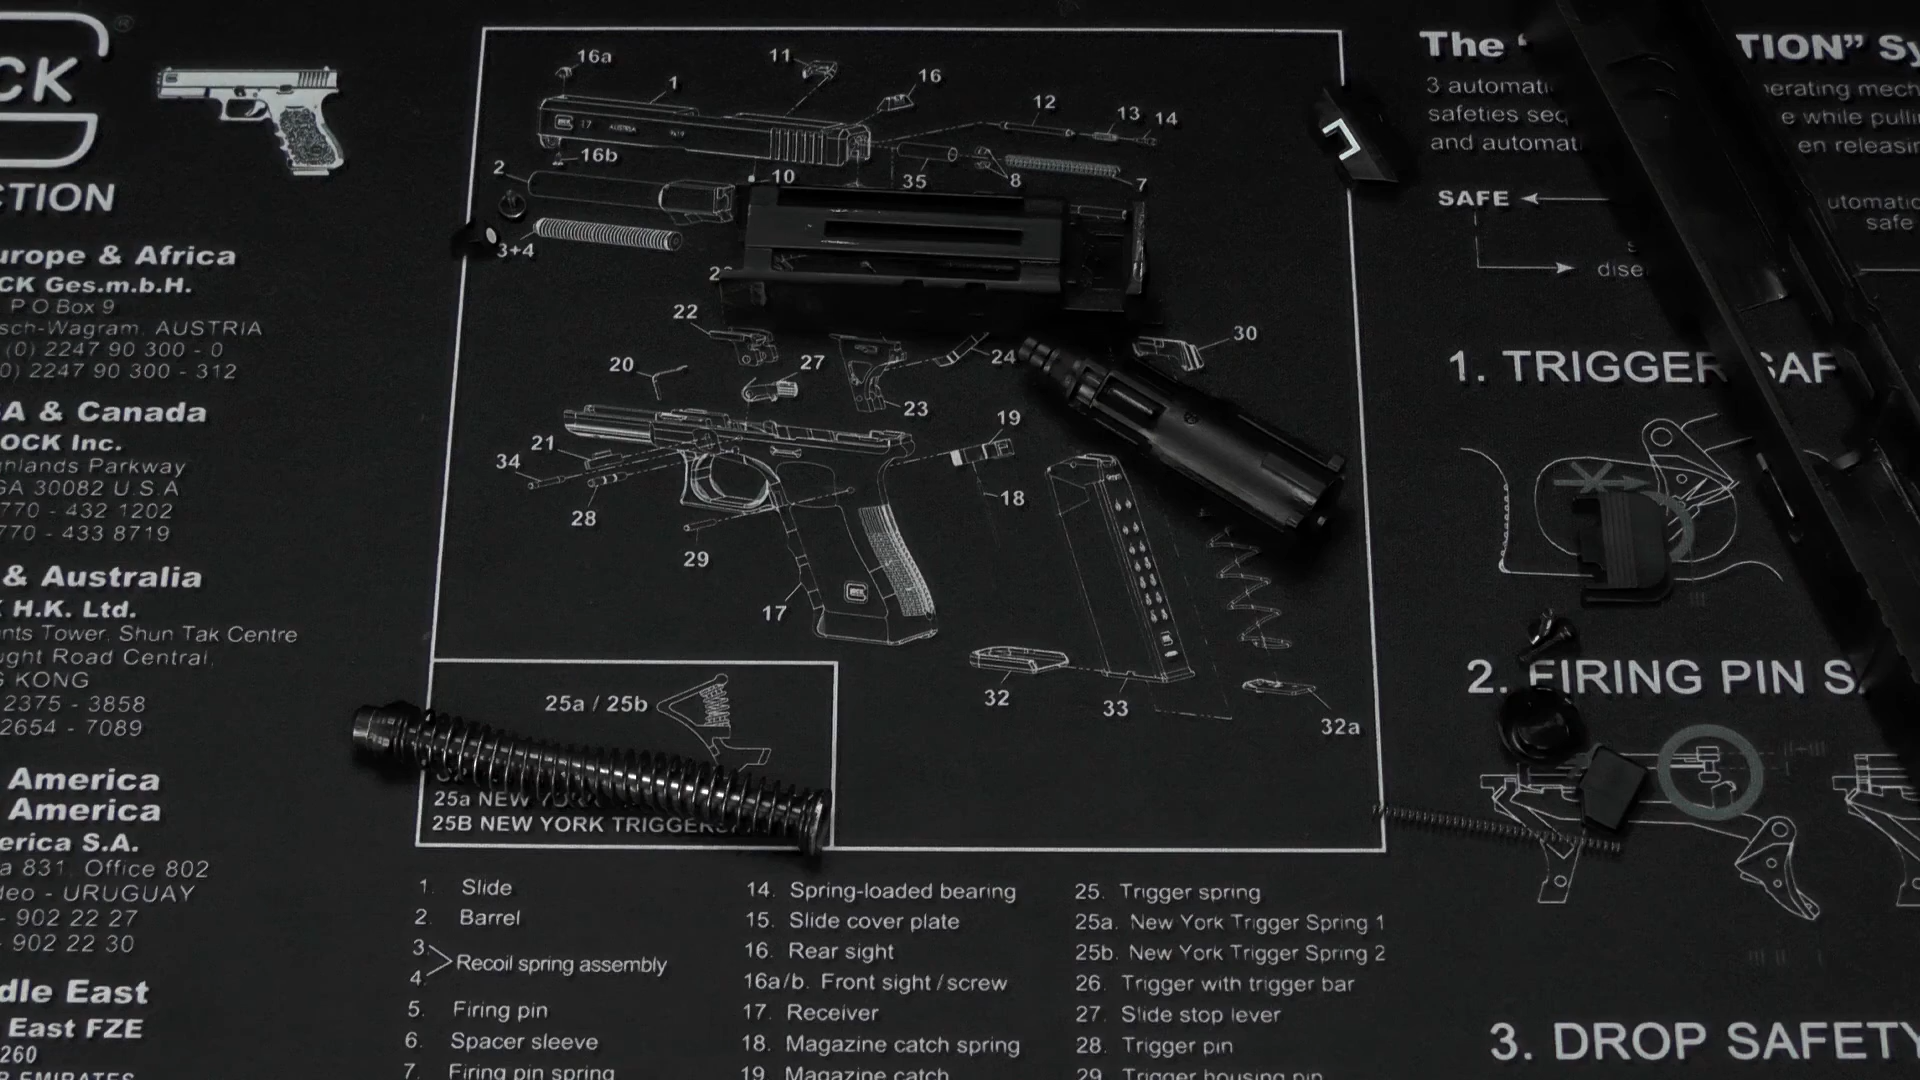 CK
CTION
urope & Africa
CK Ges.m.b.H.
P O Box 9
sch-Wagram. AUSTRIA
(0) 2247 90 300 - 0
0) 2247 90 300 - 312
A & Canada
OCK Inc.
hlands Parkway
GA 30082 U.S.A
770 - 432 1202
770 - 433 8719
& Australia
H.K. Ltd.
nts Tower, Shun Tak Centre
ught Road Central,
G KONG
2375 - 3858
2654 - 7089
America
America
erica S.A.
a 831, Office 802
deo - URUGUAY
- 902 22 27
- 902 22 30
dle East
East FZE
260
R EMIRATES
16a
11
1
16
12
13
14
17 AUSTRIA 9x19
2
16b
10
35
8
7
3+4
22
30
20
27
24
23
19
21
34
18
28
29
17
32
33
32a
25a / 25b
25a NEW YORK
25B NEW YORK TRIGGER
1. Slide
2. Barrel
3.
4.
Recoil spring assembly
5. Firing pin
6. Spacer sleeve
7. Firing pin spring
14. Spring-loaded bearing
15. Slide cover plate
16. Rear sight
16a/b. Front sight / screw
17. Receiver
18. Magazine catch spring
19. Magazine catch
25. Trigger spring
25a. New York Trigger Spring 1
25b. New York Trigger Spring 2
26. Trigger with trigger bar
27. Slide stop lever
28. Trigger pin
29. Trigger housing pin
The “ TION” Sy
3 automati erating mech
safeties seq e while pulli
and automat en releasin
SAFE
utomatic
safe
dise
1. TRIGGER SAF
2. FIRING PIN S
3. DROP SAFETY